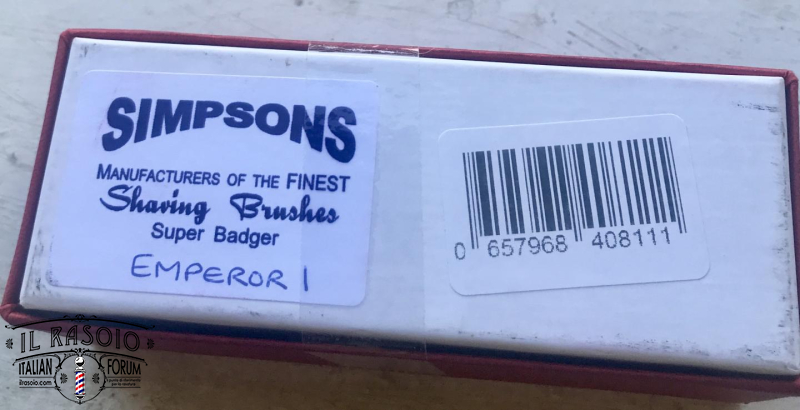 SIMPSONS
MANUFACTURERS OF THE FINEST
Shaving Brushes
Super Badger
EMPEROR 1
0 657968 408111
IL RASOIO
ITALIAN FORUM
ilrasoio.com